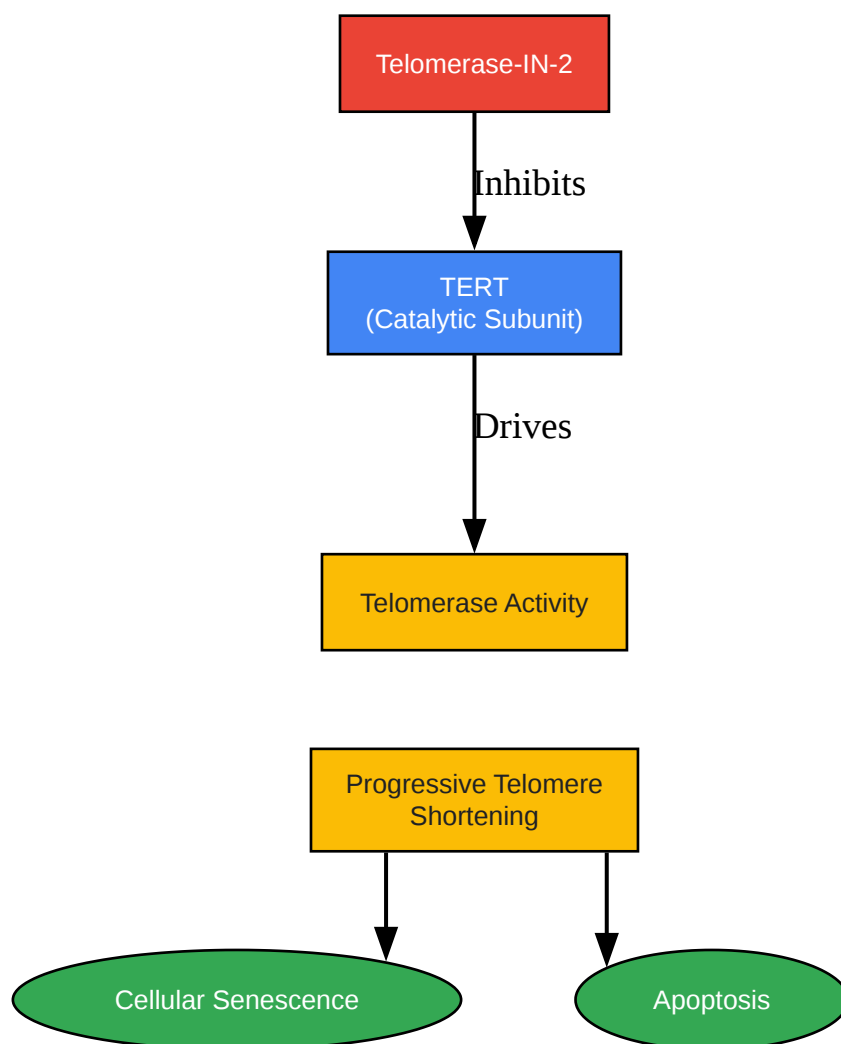 Telomerase-IN-2
Inhibits
TERT
(Catalytic Subunit)
Drives
Telomerase Activity
Progressive Telomere
Shortening
Cellular Senescence
Apoptosis